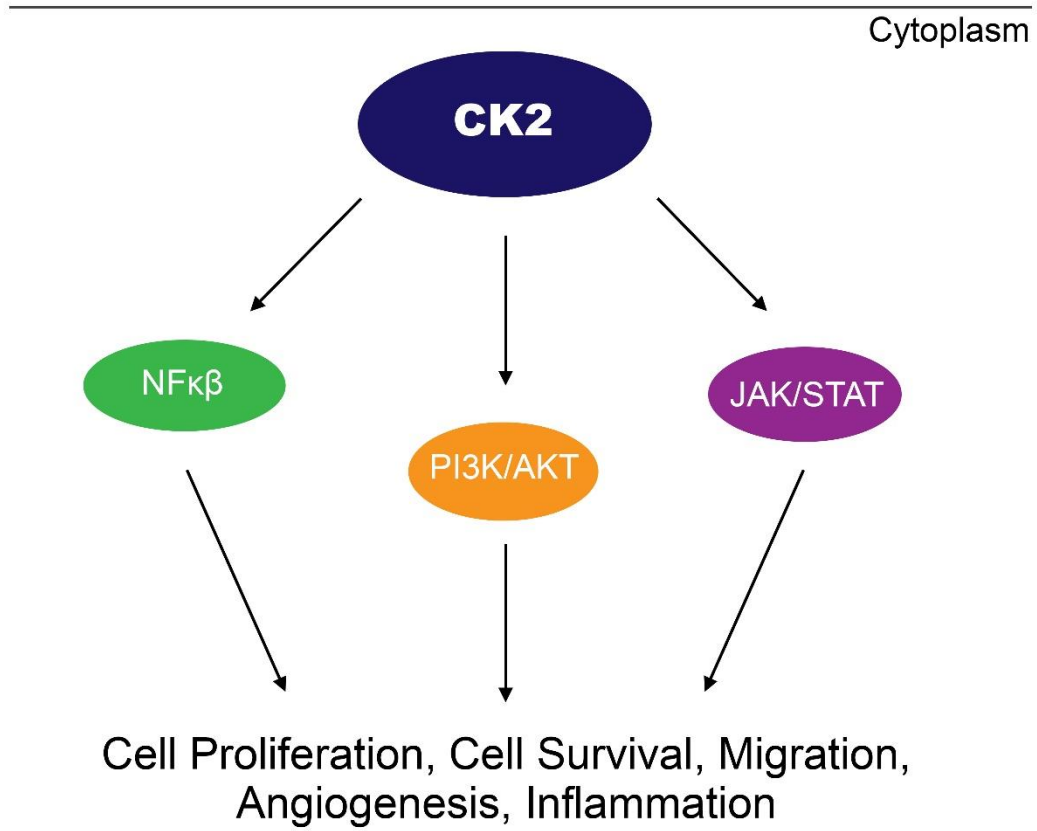 Cytoplasm
CK2
NFκβ
JAK/STAT
PI3K/AKT
Cell Proliferation, Cell Survival, Migration,
Angiogenesis, Inflammation